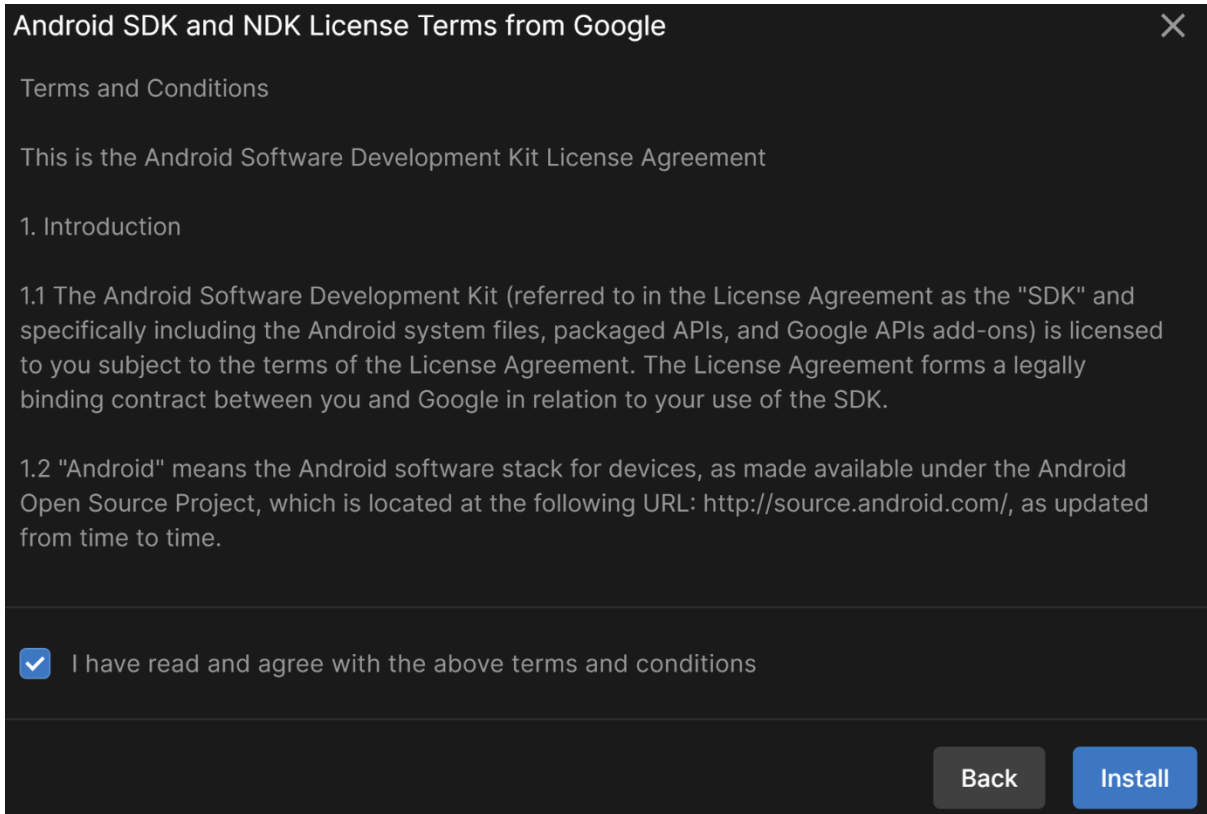 Android SDK and NDK License Terms from Google
Terms and Conditions
This is the Android Software Development Kit License Agreement
1. Introduction
1.1 The Android Software Development Kit (referred to in the License Agreement as the "SDK" and
specifically including the Android system files, packaged APIs, and Google APIs add-ons) is licensed
to you subject to the terms of the License Agreement. The License Agreement forms a legally
binding contract between you and Google in relation to your use of the SDK.
1.2 "Android" means the Android software stack for devices, as made available under the Android
Open Source Project, which is located at the following URL: http://source.android.com/, as updated
from time to time.
I have read and agree with the above terms and conditions
Back
Install